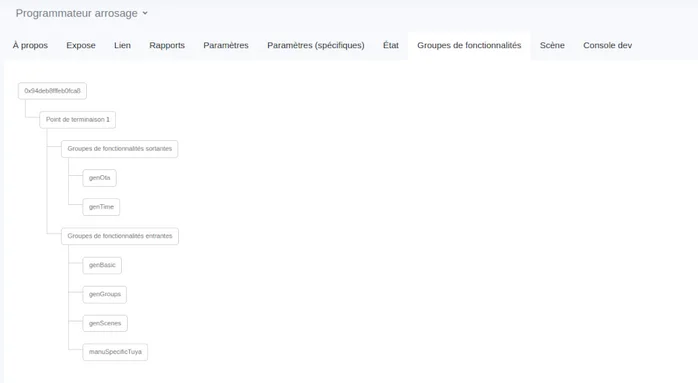 Programmateur arrosage
À propos Expose Lien Rapports Paramètres Paramètres (spécifiques) État Groupes de fonctionnalités Scène Console dev
0x94deb8fffeb0fca8
Point de terminaison 1
Groupes de fonctionnalités sortantes
genOta
genTime
Groupes de fonctionnalités entrantes
genBasic
genGroups
genScenes
manuSpecificTuya